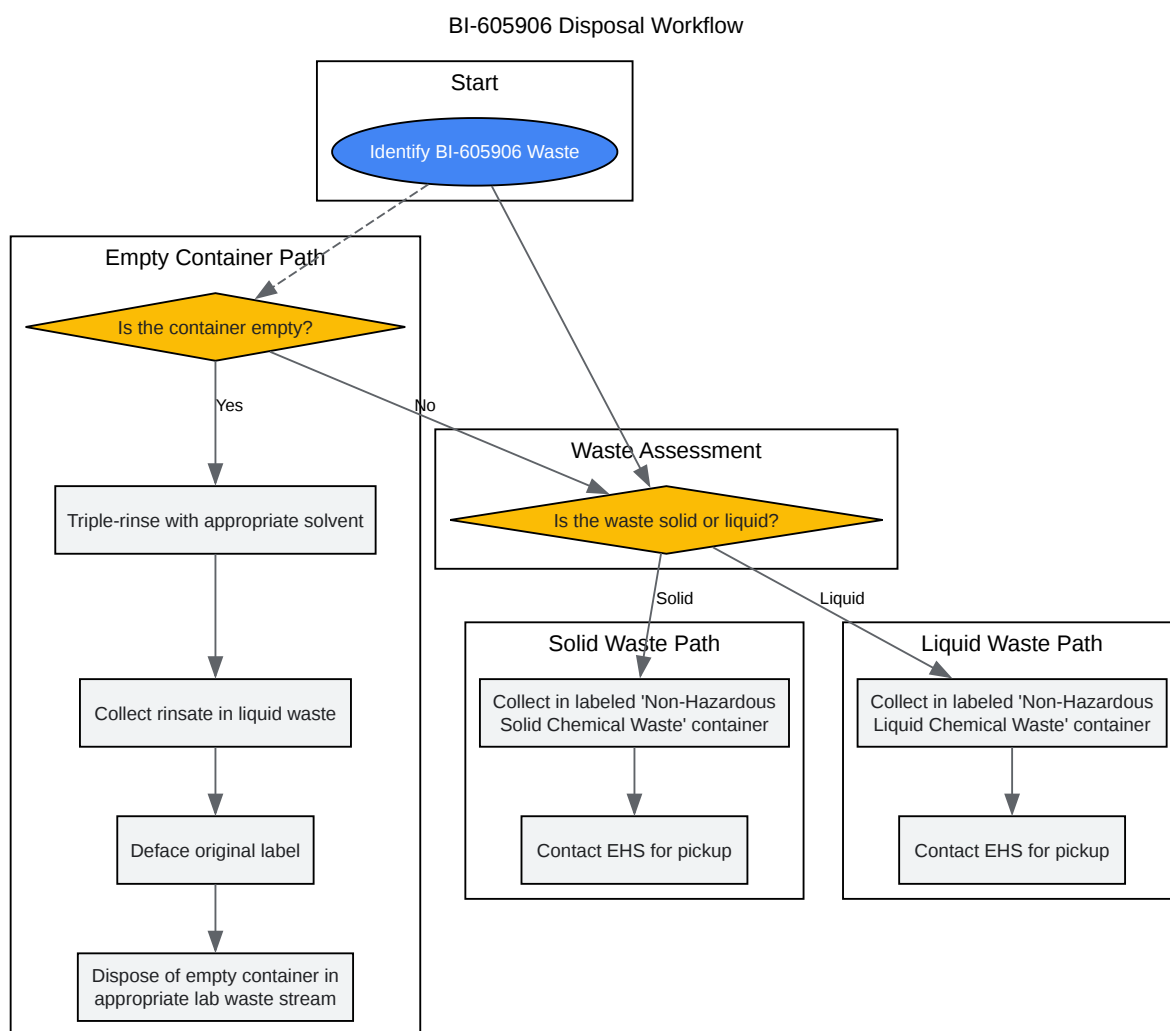 BI-605906 Disposal Workflow
Start
Identify BI-605906 Waste
Empty Container Path
Is the container empty?
Yes
No
Triple-rinse with appropriate solvent
Collect rinsate in liquid waste
Deface original label
Dispose of empty container in
appropriate lab waste stream
Waste Assessment
Is the waste solid or liquid?
Solid
Liquid
Solid Waste Path
Collect in labeled 'Non-Hazardous
Solid Chemical Waste' container
Contact EHS for pickup
Liquid Waste Path
Collect in labeled 'Non-Hazardous
Liquid Chemical Waste' container
Contact EHS for pickup